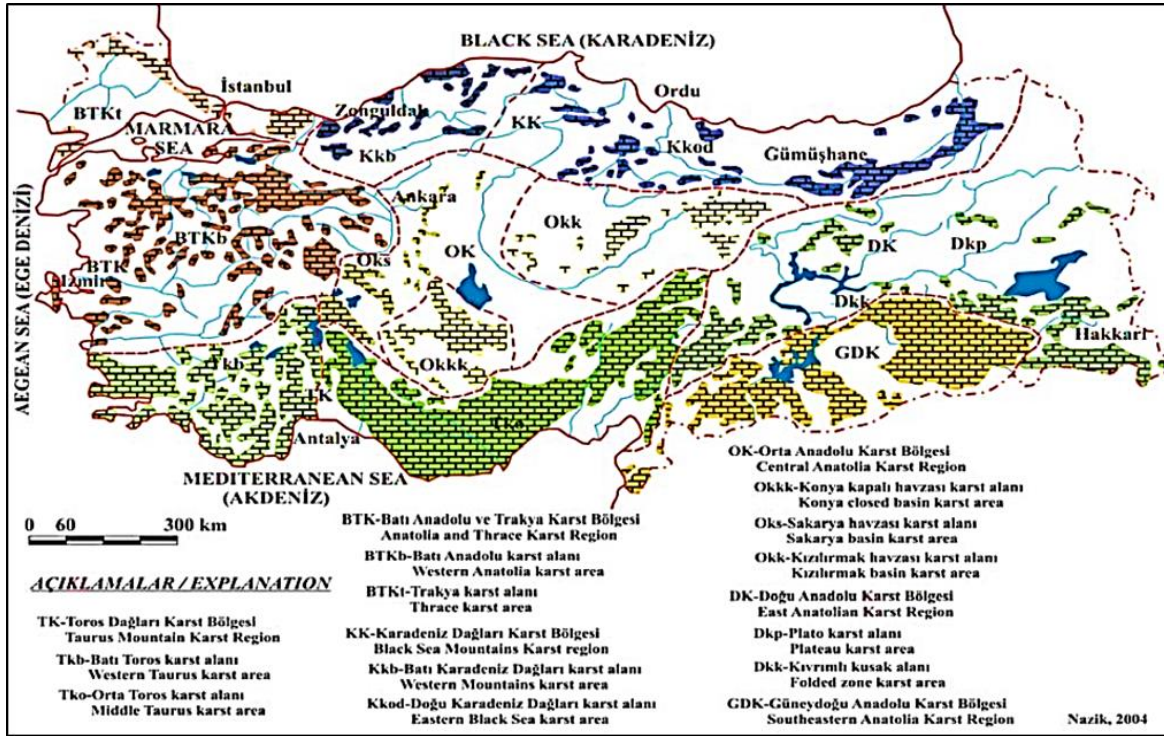 BLACK SEA (KARADENİZ)
İstanbul
Zonguldak
Ordu
BTKt
KK
MARMARA
SEA
Kkb
Kkod
Gümüşhane
AEGEAN SEA (EGE DENİZİ)
Ankara
Okk
BTKb
OK
DK
Dkp
BTK
Oks
İzmir
Dkk
Hakkari
GDK
Tkb
Okkk
TK
Tko
Antalya
MEDITERRANEAN SEA
(AKDENİZ)
0 60 300 km
AÇIKLAMALAR / EXPLANATION
TK-Toros Dağları Karst Bölgesi
Taurus Mountain Karst Region
Tkb-Batı Toros karst alanı
Western Taurus karst area
Tko-Orta Toros karst alanı
Middle Taurus karst area
BTK-Batı Anadolu ve Trakya Karst Bölgesi
Anatolia and Thrace Karst Region
BTKb-Batı Anadolu karst alanı
Western Anatolia karst area
BTKt-Trakya karst alanı
Thrace karst area
KK-Karadeniz Dağları Karst Bölgesi
Black Sea Mountains Karst region
Kkb-Batı Karadeniz Dağları karst alanı
Western Mountains karst area
Kkod-Doğu Karadeniz Dağları karst alanı
Eastern Black Sea karst area
OK-Orta Anadolu Karst Bölgesi
Central Anatolia Karst Region
Okkk-Konya kapalı havzası karst alanı
Konya closed basin karst area
Oks-Sakarya havzası karst alanı
Sakarya basin karst area
Okk-Kızılırmak havzası karst alanı
Kızılırmak basin karst area
DK-Doğu Anadolu Karst Bölgesi
East Anatolian Karst Region
Dkp-Plato karst alanı
Plateau karst area
Dkk-Kıvrımlı kusak alanı
Folded zone karst area
GDK-Güneydoğu Anadolu Karst Bölgesi
Southeastern Anatolia Karst Region
Nazik, 2004